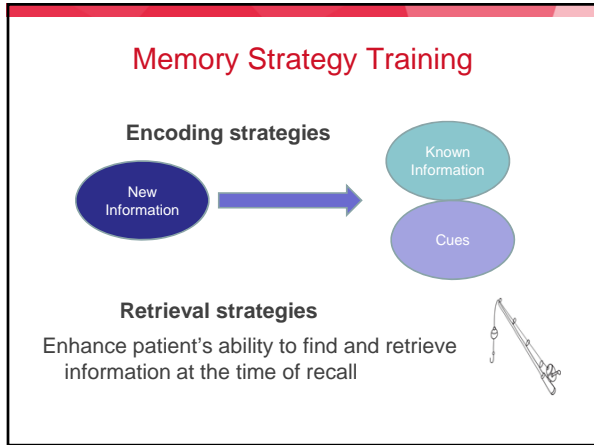 Memory Strategy Training
Encoding strategies
New
Information
Known
Information
Cues
Retrieval strategies
Enhance patient's ability to find and retrieve
information at the time of recall